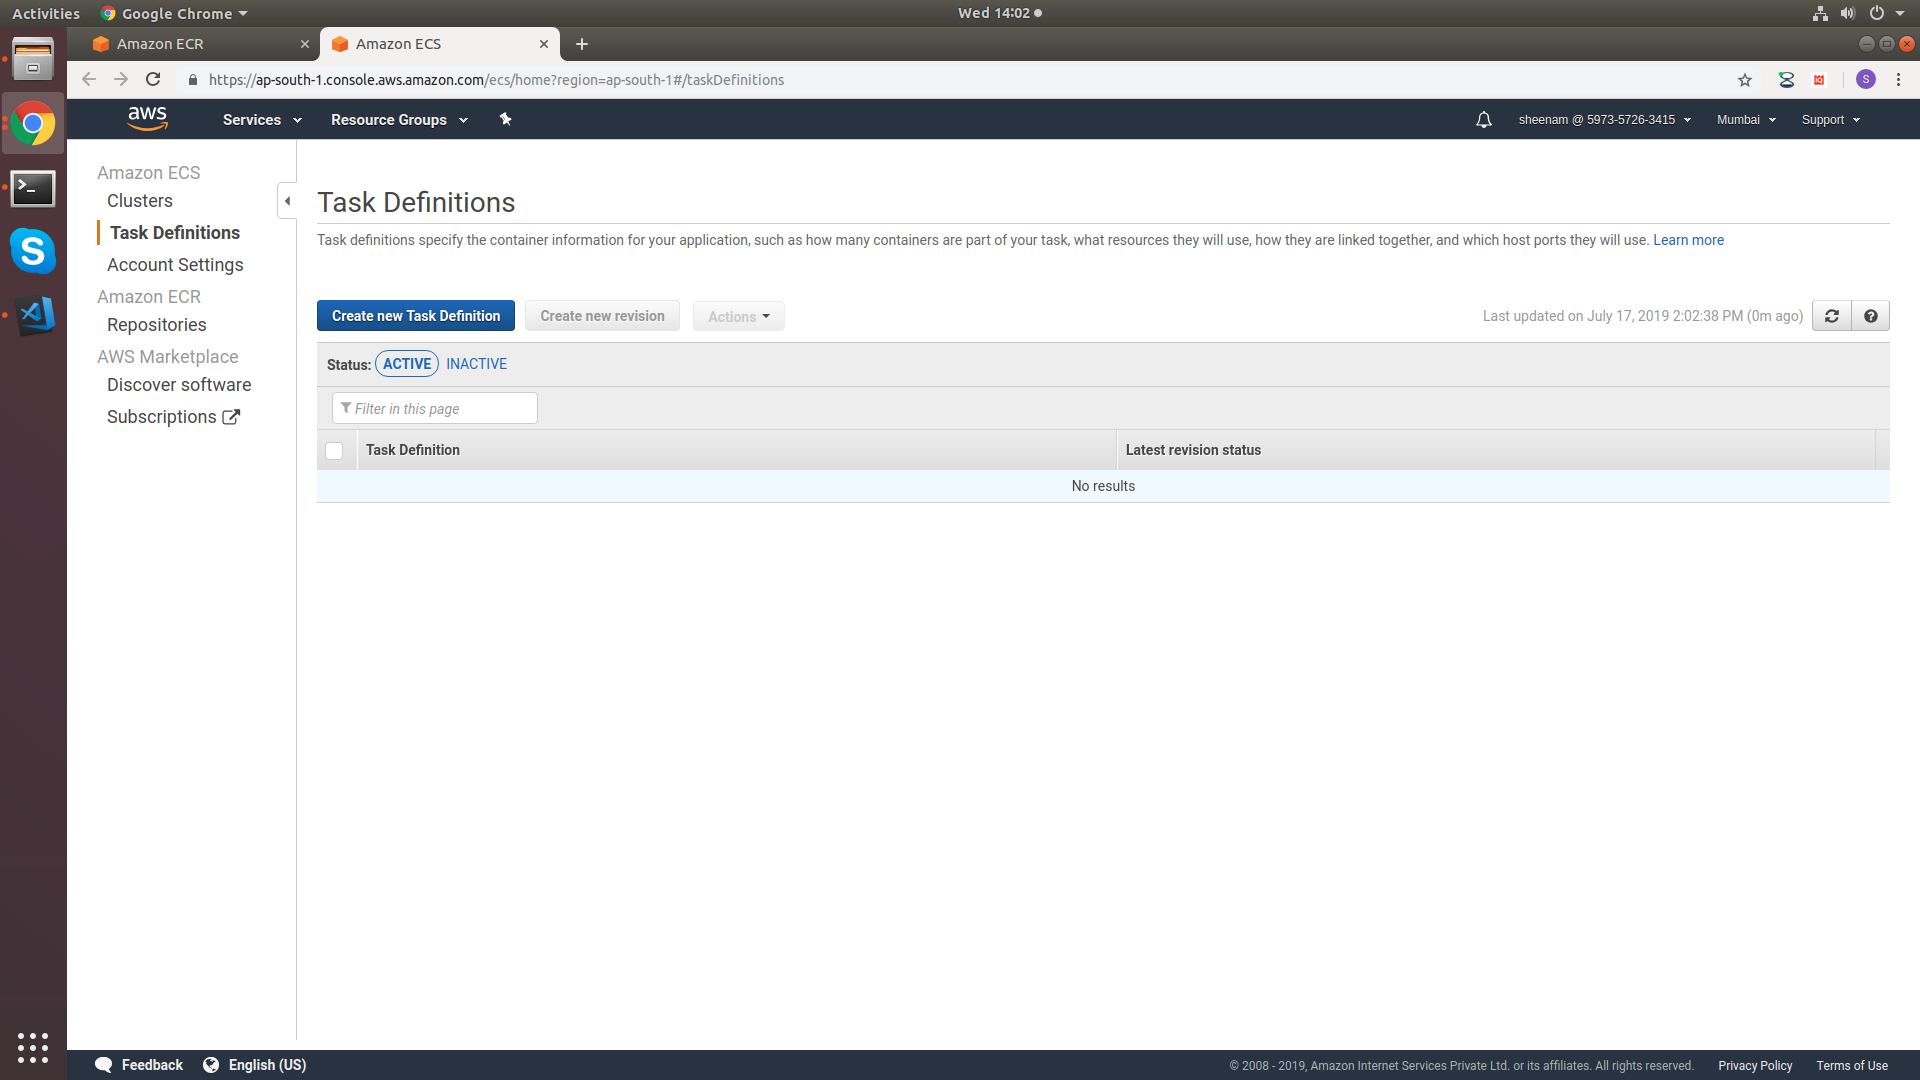 Activities Google Chrome Wed 14:02
Amazon ECR Amazon ECS
https://ap-south-1.console.aws.amazon.com/ecs/home?region=ap-south-1#/taskDefinitions S
aws Services Resource Groups sheenam @ 5973-5726-3415 Mumbai Support
Amazon ECS
Clusters
Task Definitions
Account Settings
Amazon ECR
Repositories
AWS Marketplace
Discover software
Subscriptions
Task Definitions
Task definitions specify the container information for your application, such as how many containers are part of your task, what resources they will use, how they are linked together, and which host ports they will use. Learn more
Create new Task Definition Create new revision Actions Last updated on July 17, 2019 2:02:38 PM (0m ago)
Status: ACTIVE INACTIVE
Filter in this page
Task Definition Latest revision status
No results
Feedback English (US) © 2008 - 2019, Amazon Internet Services Private Ltd. or its affiliates. All rights reserved. Privacy Policy Terms of Use